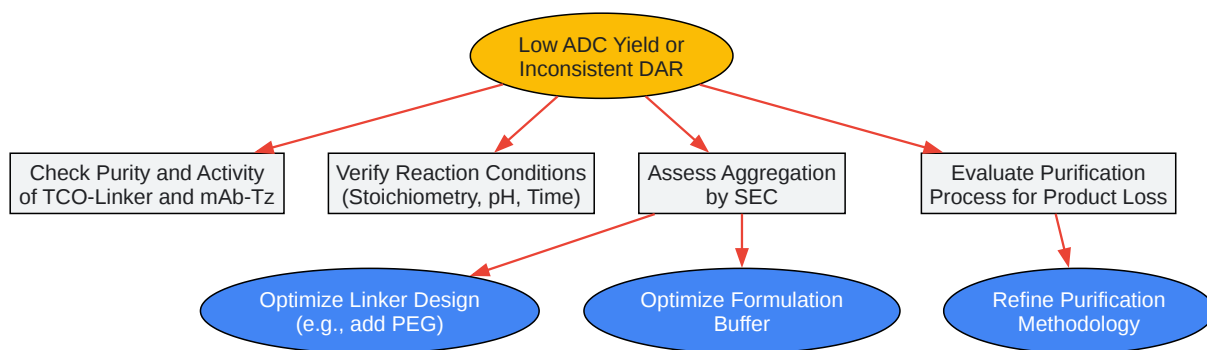 Low ADC Yield or
Inconsistent DAR
Check Purity and Activity
of TCO-Linker and mAb-Tz
Verify Reaction Conditions
(Stoichiometry, pH, Time)
Assess Aggregation
by SEC
Evaluate Purification
Process for Product Loss
Optimize Linker Design
(e.g., add PEG)
Optimize Formulation
Buffer
Refine Purification
Methodology